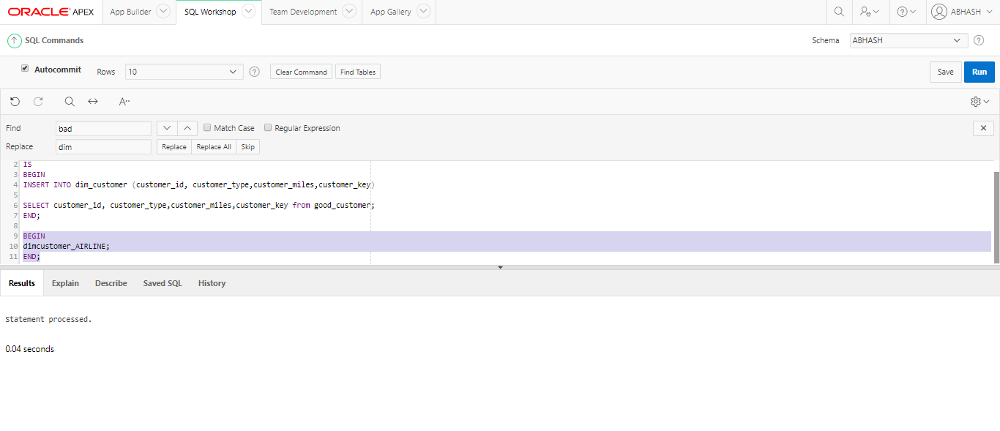 ORACLE® APEX App Builder SQL Workshop Team Development App Gallery ABHASH
SQL Commands Schema ABHASH
Autocommit Rows 10 Clear Command Find Tables Save Run
Find bad Match Case Regular Expression
Replace dim Replace Replace All Skip
2 IS
3 BEGIN
4 INSERT INTO dim_customer (customer_id, customer_type,customer_miles,customer_key)
5
6 SELECT customer_id, customer_type,customer_miles,customer_key from good_customer;
7 END;
8
9 BEGIN
10 dimcustomer_AIRLINE;
11 END;
Results Explain Describe Saved SQL History
Statement processed.
0.04 seconds